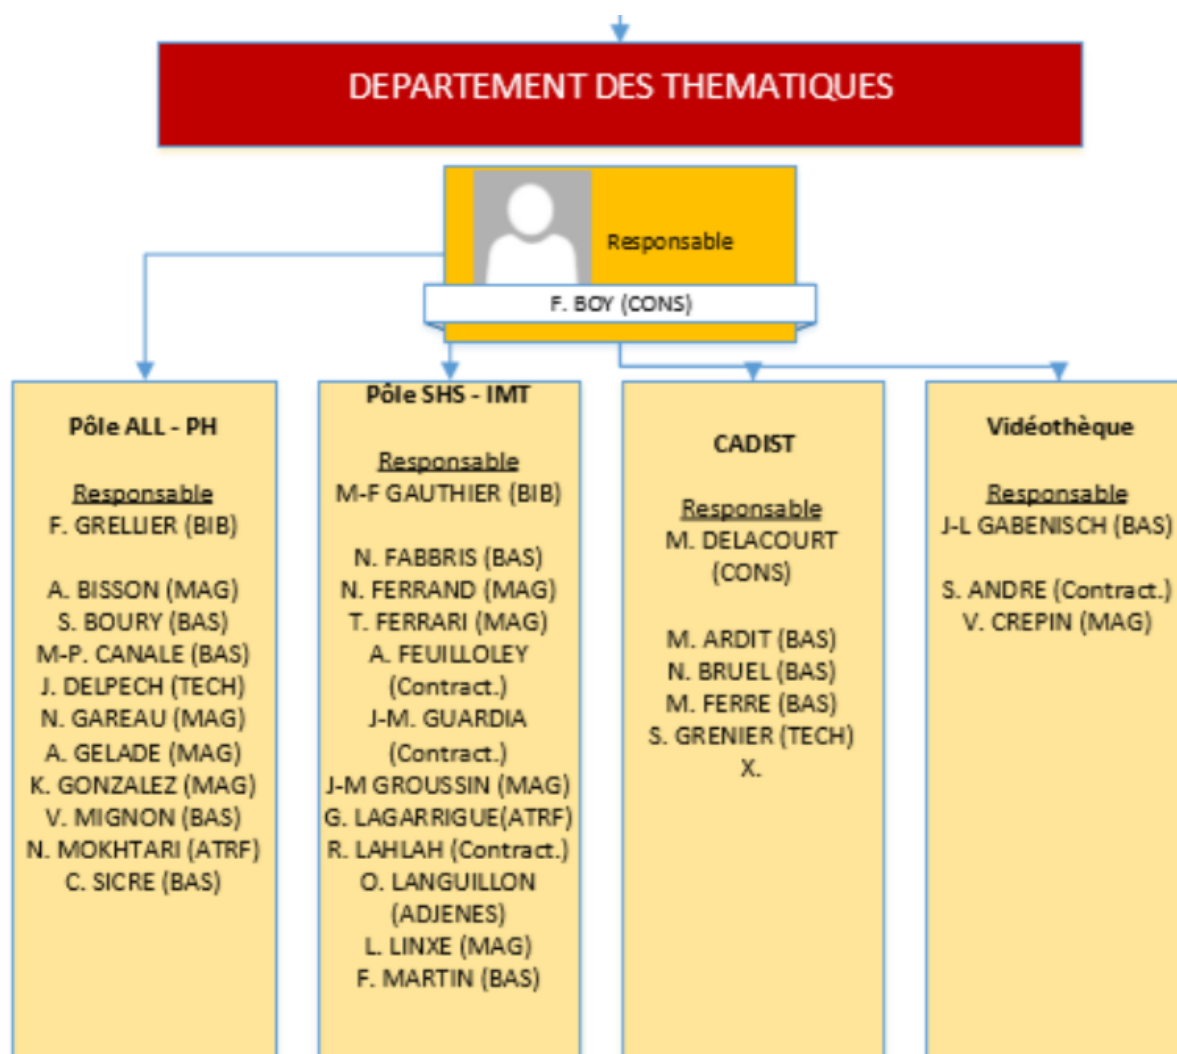 DEPARTEMENT DES THEMATIQUES
Responsable
F. BOY (CONS)
Pôle ALL - PH
Responsable
F. GRELLIER (BIB)
A. BISSON (MAG)
S. BOURY (BAS)
M-P. CANALE (BAS)
J. DELPECH (TECH)
N. GAREAU (MAG)
A. GELADE (MAG)
K. GONZALEZ (MAG)
V. MIGNON (BAS)
N. MOKHTARI (ATRF)
C. SICRE (BAS)
Pôle SHS - IMT
Responsable
M-F GAUTHIER (BIB)
N. FABBRIS (BAS)
N. FERRAND (MAG)
T. FERRARI (MAG)
A. FEUILLOLEY
(Contract.)
J-M. GUARDIA
(Contract.)
J-M GROUSSIN (MAG)
G. LAGARRIGUE(ATRF)
R. LAHLAH (Contract.)
O. LANGUILLON
(ADJENES)
L. LINXE (MAG)
F. MARTIN (BAS)
CADIST
Responsable
M. DELACOURT
(CONS)
M. ARDIT (BAS)
N. BRUEL (BAS)
M. FERRE (BAS)
S. GRENIER (TECH)
X.
Vidéothèque
Responsable
J-L GABENISCH (BAS)
S. ANDRE (Contract.)
V. CREPIN (MAG)